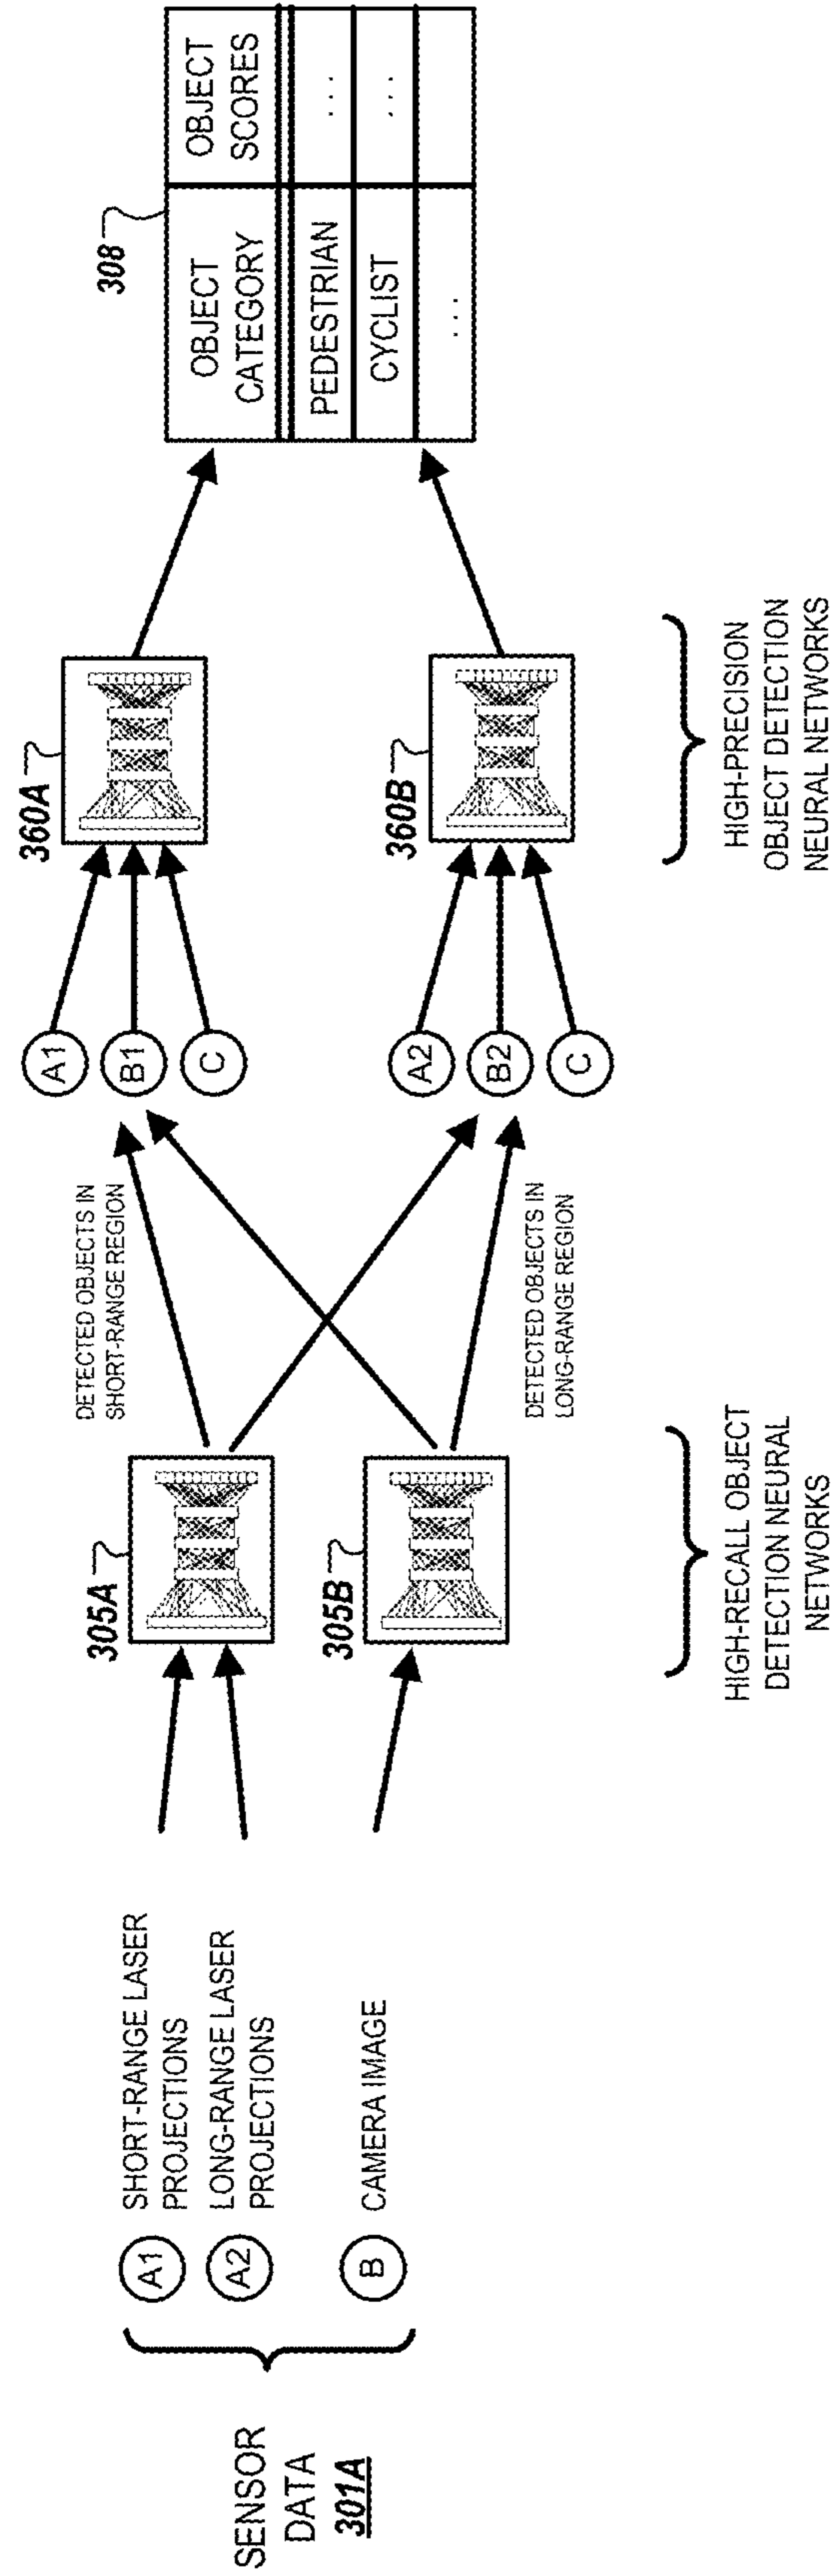 SENSOR
DATA
301A
A1
SHORT-RANGE LASER
PROJECTIONS
A2
LONG-RANGE LASER
PROJECTIONS
B
CAMERA IMAGE
305A
305B
HIGH-RECALL OBJECT
DETECTION NEURAL
NETWORKS
DETECTED OBJECTS IN
SHORT-RANGE REGION
DETECTED OBJECTS IN
LONG-RANGE REGION
A1
B1
C
A2
B2
C
360A
360B
HIGH-PRECISION
OBJECT DETECTION
NEURAL NETWORKS
308
OBJECT
CATEGORY
OBJECT
SCORES
PEDESTRIAN
...
CYCLIST
...
...